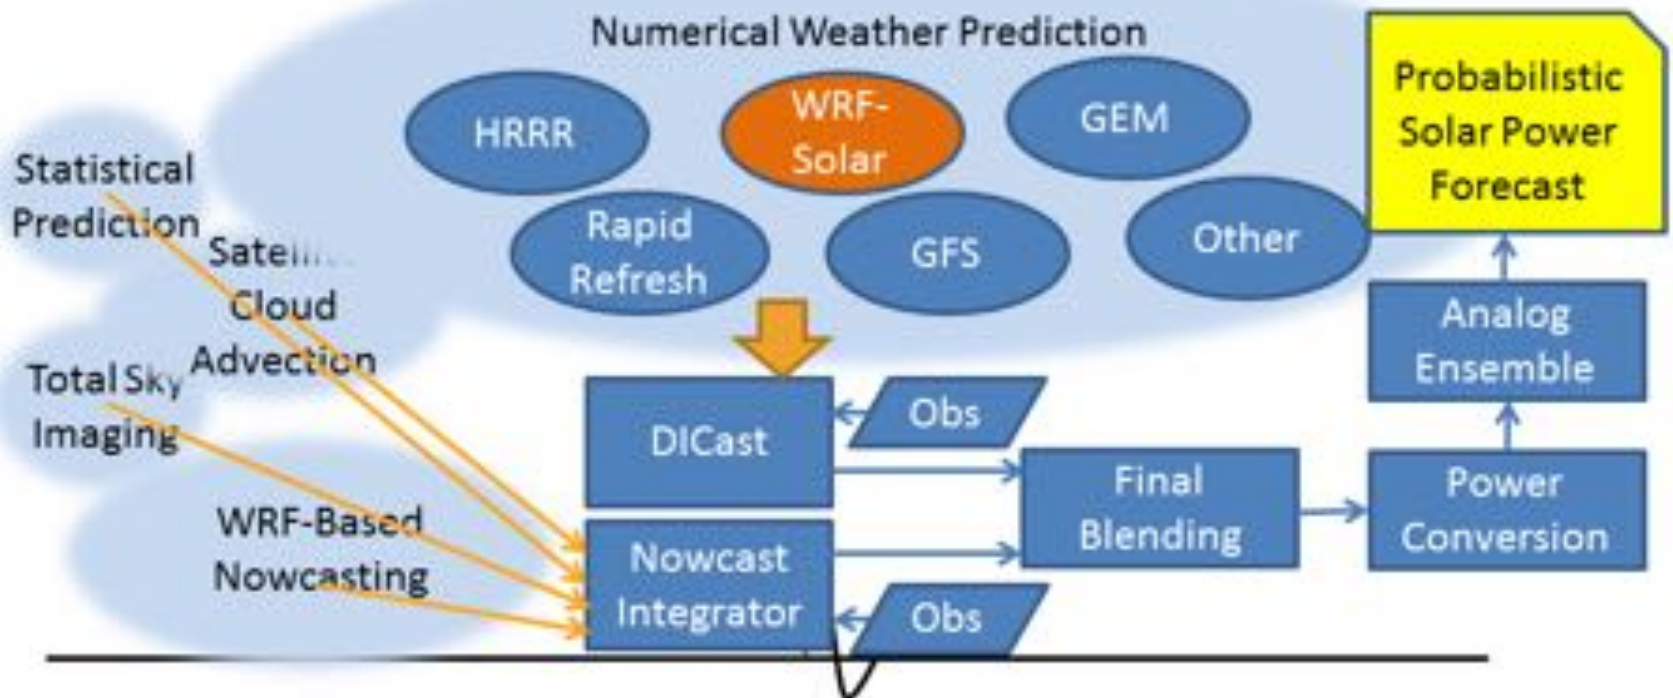 Numerical Weather Prediction
HRRR
WRF-
Solar
GEM
Rapid
Refresh
GFS
Other
Probabilistic
Solar Power
Forecast
Statistical
Prediction
Cloud
Advection
Total Sky
Imaging
WRF-Based
Nowcasting
DICast
Obs
Nowcast
Integrator
Obs
Final
Blending
Power
Conversion
Analog
Ensemble